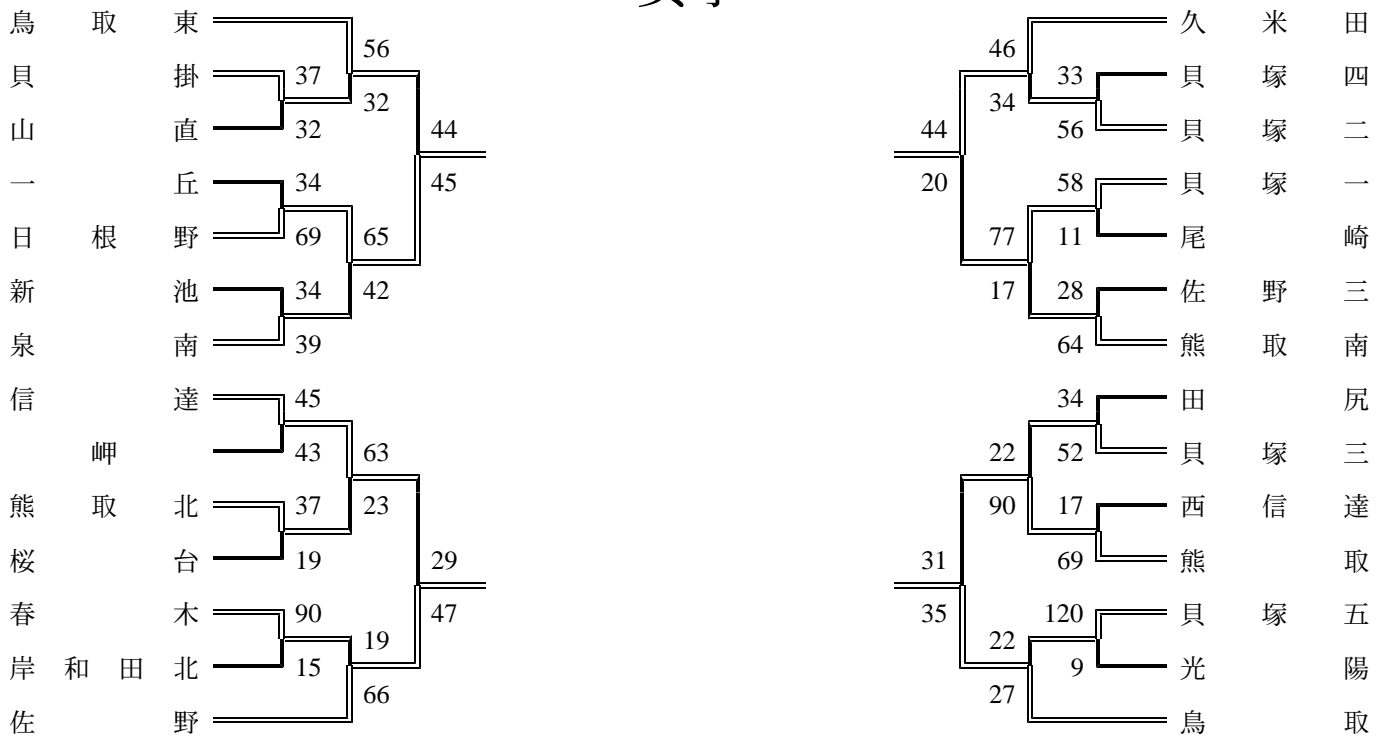 鳥取東
56
貝掛
37
32
山直
32
44
一丘
34
45
日根野
69
65
新池
34
42
泉南
39
信達
45
岬
43
63
熊取北
37
23
桜台
19
29
春木
90
47
岸和田北
15
19
66
佐野
久米田
46
33
貝塚四
34
44
56
貝塚二
20
58
貝塚一
77
11
尾崎
17
28
佐野三
64
熊取南
34
田尻
22
52
貝塚三
90
17
西信達
31
69
熊取
35
120
貝塚五
22
9
光陽
27
鳥取